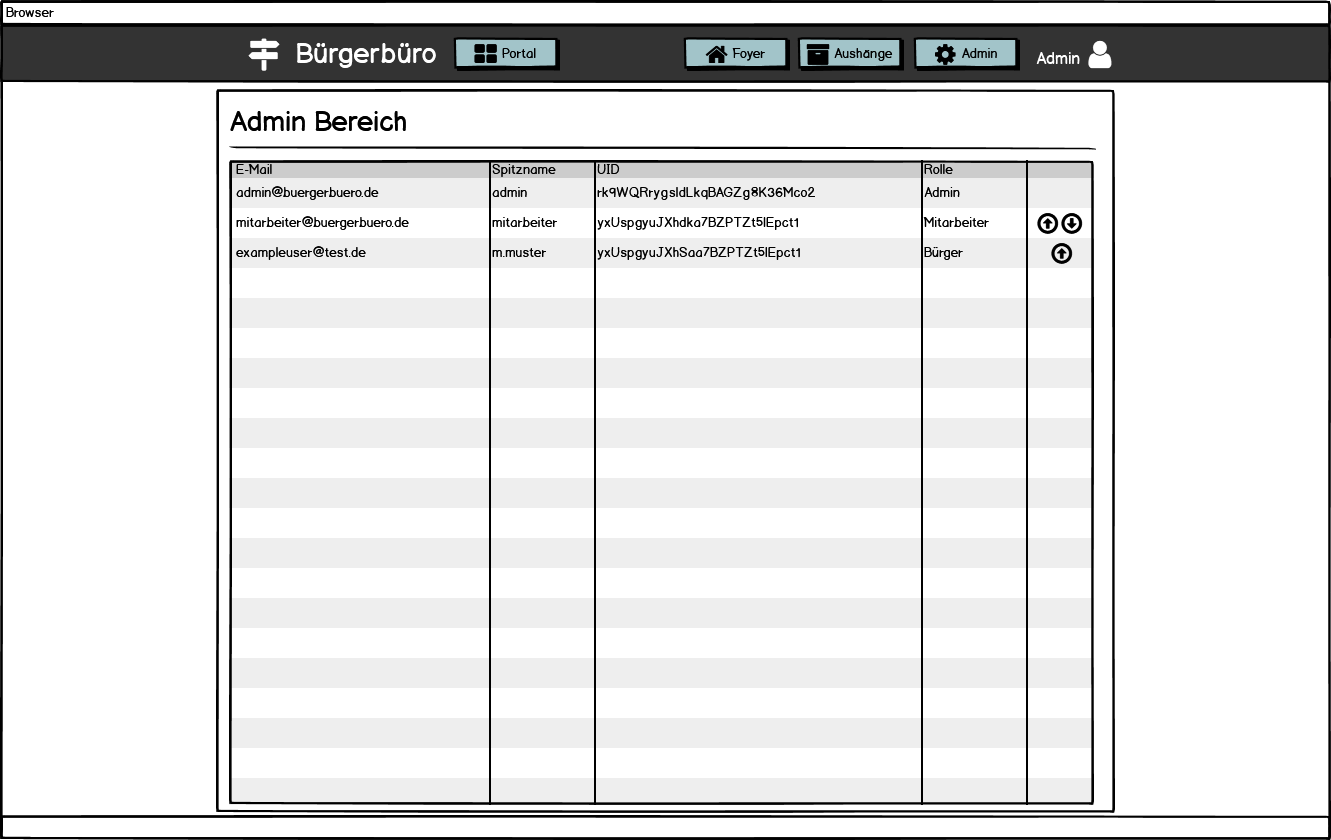 Browser
Bürgerbüro Portal Foyer Aushänge Admin Admin
Admin Bereich
E-Mail Spitzname UID Rolle
admin@buergerbuero.de admin rk9WQRrygsldLkqBAGZg8K36Mco2 Admin
mitarbeiter@buergerbuero.de mitarbeiter yxUspgyuJXhdka7BZPTZt5lEpct1 Mitarbeiter
exampleuser@test.de m.muster yxUspgyuJXhSaa7BZPTZt5lEpct1 Bürger